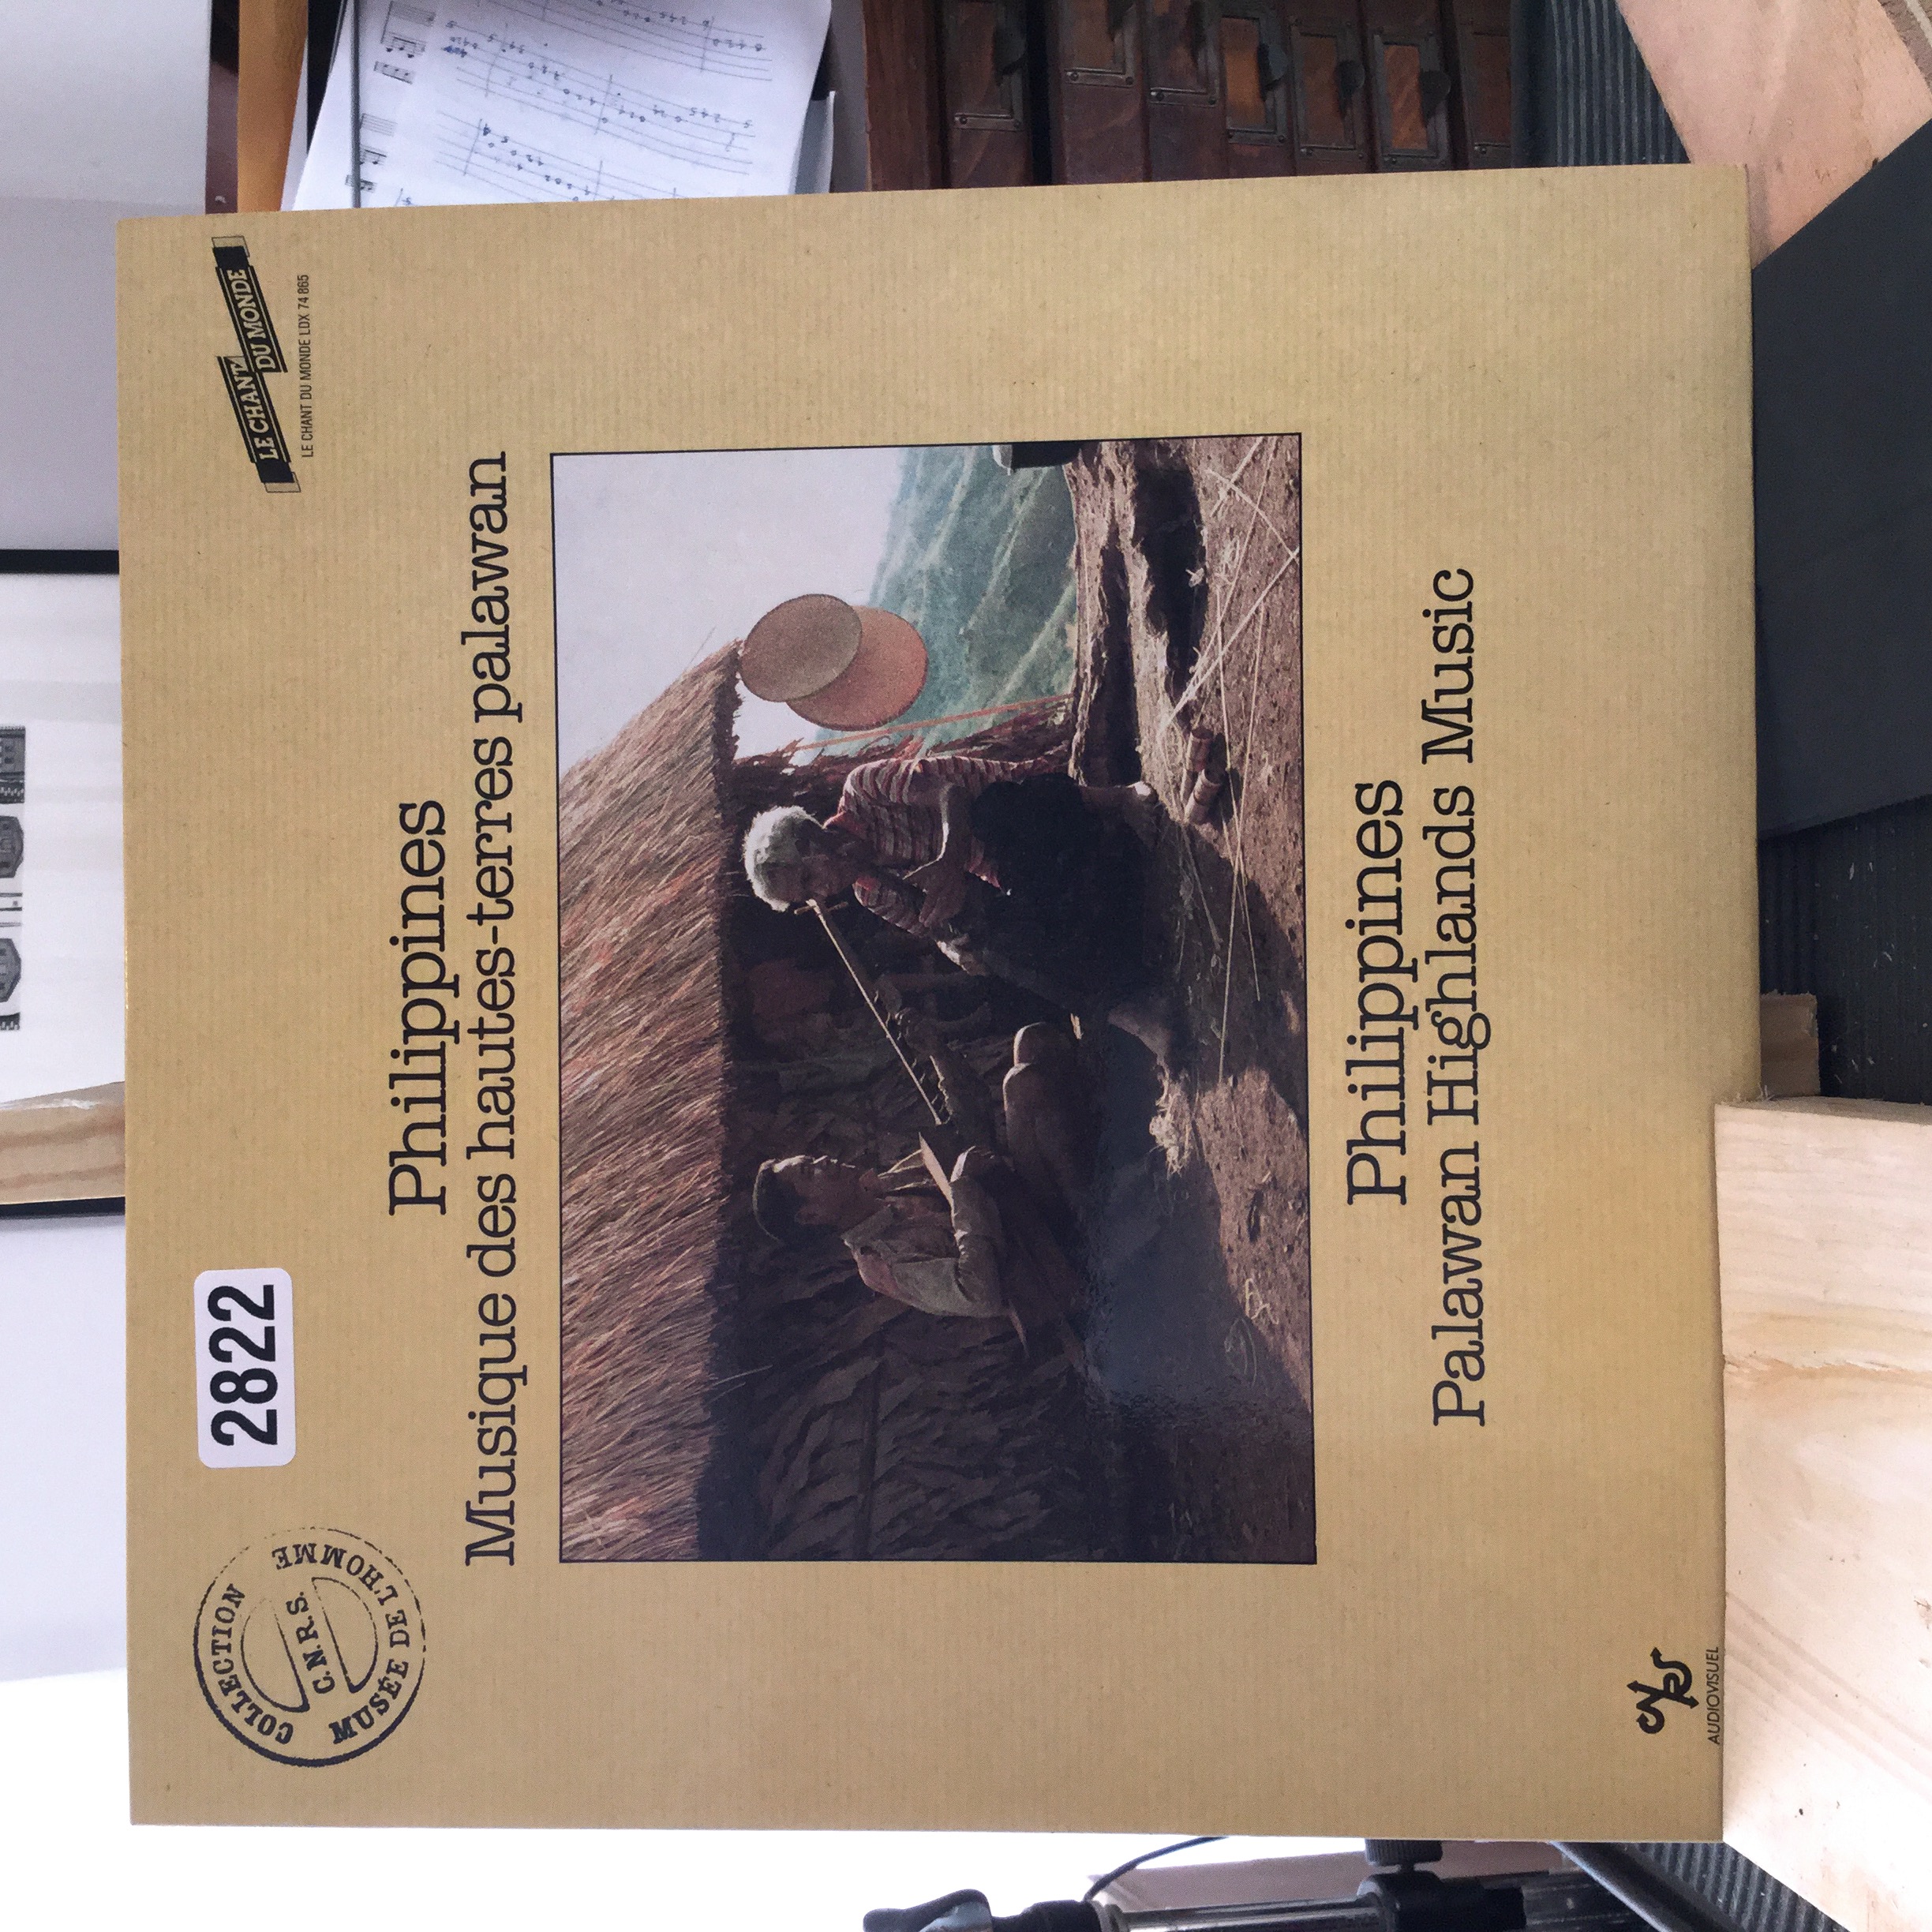 COLLECTION
C.N.R.S.
MUSÉE DE L'HOMME
2822
LE CHANT
DU MONDE
LE CHANT DU MONDE LDX 74 865
Philippines
Musique des hautes-terres palawan
Philippines
Palawan Highlands Music
CNRS
AUDIOVISUEL